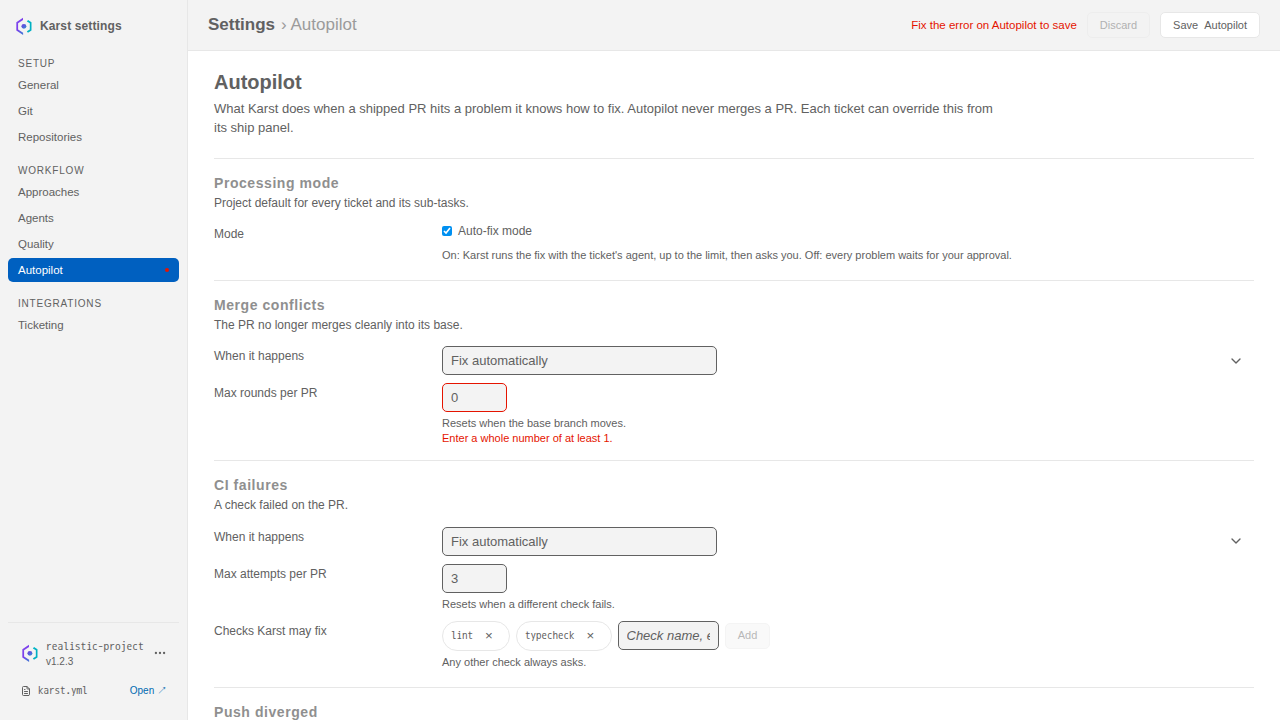 Karst settings
SETUP
General
Git
Repositories
WORKFLOW
Approaches
Agents
Quality
Autopilot
INTEGRATIONS
Ticketing
realistic-project
v1.2.3
karst.yml
Open ↗
Settings › Autopilot
Fix the error on Autopilot to save
Discard
Save Autopilot
Autopilot
What Karst does when a shipped PR hits a problem it knows how to fix. Autopilot never merges a PR. Each ticket can override this from
its ship panel.
Processing mode
Project default for every ticket and its sub-tasks.
Mode
Auto-fix mode
On: Karst runs the fix with the ticket's agent, up to the limit, then asks you. Off: every problem waits for your approval.
Merge conflicts
The PR no longer merges cleanly into its base.
When it happens
Fix automatically
Max rounds per PR
0
Resets when the base branch moves.
Enter a whole number of at least 1.
CI failures
A check failed on the PR.
When it happens
Fix automatically
Max attempts per PR
3
Resets when a different check fails.
Checks Karst may fix
lint ×
typecheck ×
Check name, e
Add
Any other check always asks.
Push diverged